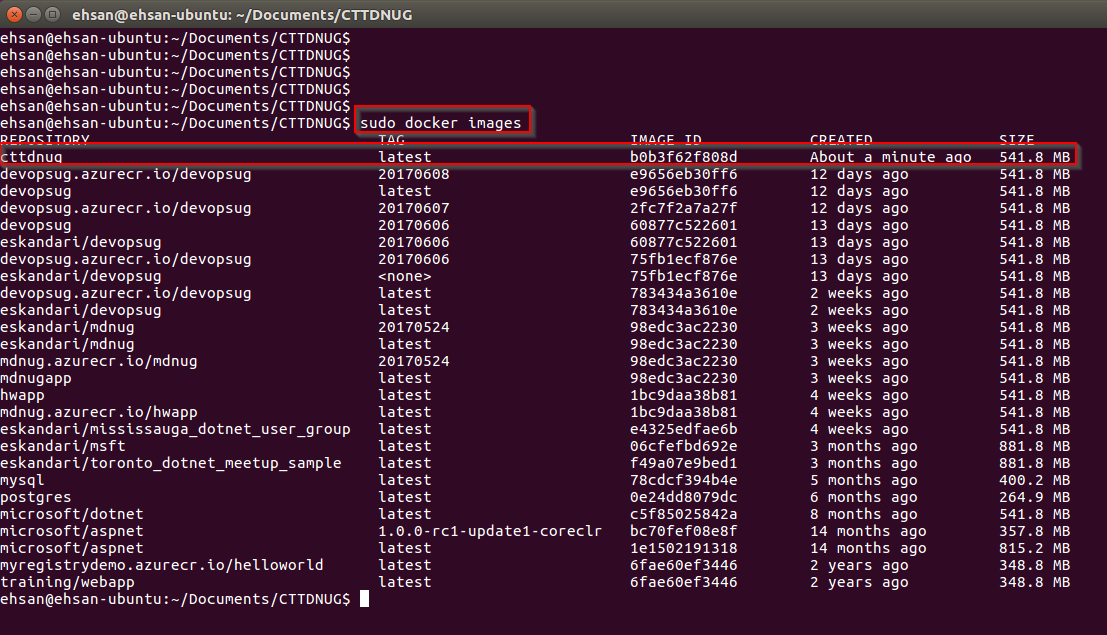 ehsan@ehsan-ubuntu: ~/Documents/CTTDNUG
ehsan@ehsan-ubuntu:~/Documents/CTTDNUG$
ehsan@ehsan-ubuntu:~/Documents/CTTDNUG$
ehsan@ehsan-ubuntu:~/Documents/CTTDNUG$
ehsan@ehsan-ubuntu:~/Documents/CTTDNUG$
ehsan@ehsan-ubuntu:~/Documents/CTTDNUG$
ehsan@ehsan-ubuntu:~/Documents/CTTDNUG$ sudo docker images
REPOSITORY TAG IMAGE ID CREATED SIZE
cttdnug latest b0b3f62f808d About a minute ago 541.8 MB
devopsug.azurecr.io/devopsug 20170608 e9656eb30ff6 12 days ago 541.8 MB
devopsug latest e9656eb30ff6 12 days ago 541.8 MB
devopsug.azurecr.io/devopsug 20170607 2fc7f2a7a27f 12 days ago 541.8 MB
devopsug 20170606 60877c522601 13 days ago 541.8 MB
eskandari/devopsug 20170606 60877c522601 13 days ago 541.8 MB
devopsug.azurecr.io/devopsug 20170606 75fb1ecf876e 13 days ago 541.8 MB
eskandari/devopsug <none> 75fb1ecf876e 13 days ago 541.8 MB
devopsug.azurecr.io/devopsug latest 783434a3610e 2 weeks ago 541.8 MB
eskandari/devopsug latest 783434a3610e 2 weeks ago 541.8 MB
eskandari/mdnug 20170524 98edc3ac2230 3 weeks ago 541.8 MB
eskandari/mdnug latest 98edc3ac2230 3 weeks ago 541.8 MB
mdnug.azurecr.io/mdnug 20170524 98edc3ac2230 3 weeks ago 541.8 MB
mdnugapp latest 98edc3ac2230 3 weeks ago 541.8 MB
hwapp latest 1bc9daa38b81 4 weeks ago 541.8 MB
mdnug.azurecr.io/hwapp latest 1bc9daa38b81 4 weeks ago 541.8 MB
eskandari/mississauga_dotnet_user_group latest e4325edfae6b 4 weeks ago 541.8 MB
eskandari/msft latest 06cfefbd692e 3 months ago 881.8 MB
eskandari/toronto_dotnet_meetup_sample latest f49a07e9bed1 3 months ago 881.8 MB
mysql latest 78cdcf394b4e 5 months ago 400.2 MB
postgres latest 0e24dd8079dc 6 months ago 264.9 MB
microsoft/dotnet latest c5f85025842a 8 months ago 541.8 MB
microsoft/aspnet 1.0.0-rc1-update1-coreclr bc70fef08e8f 14 months ago 357.8 MB
microsoft/aspnet latest 1e1502191318 14 months ago 815.2 MB
myregistrydemo.azurecr.io/helloworld latest 6fae60ef3446 2 years ago 348.8 MB
training/webapp latest 6fae60ef3446 2 years ago 348.8 MB
ehsan@ehsan-ubuntu:~/Documents/CTTDNUG$